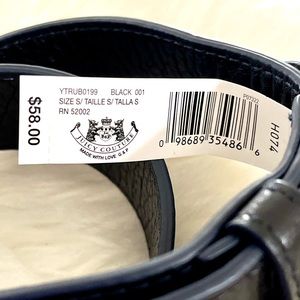 YTRUB0199 BLACK 001
SIZE S/ TAILLE S/ TALLA S
RN 52002
JUICY COUTURE
MADE WITH LOVE G & P
$58.00
0 98689 35486 6
H074